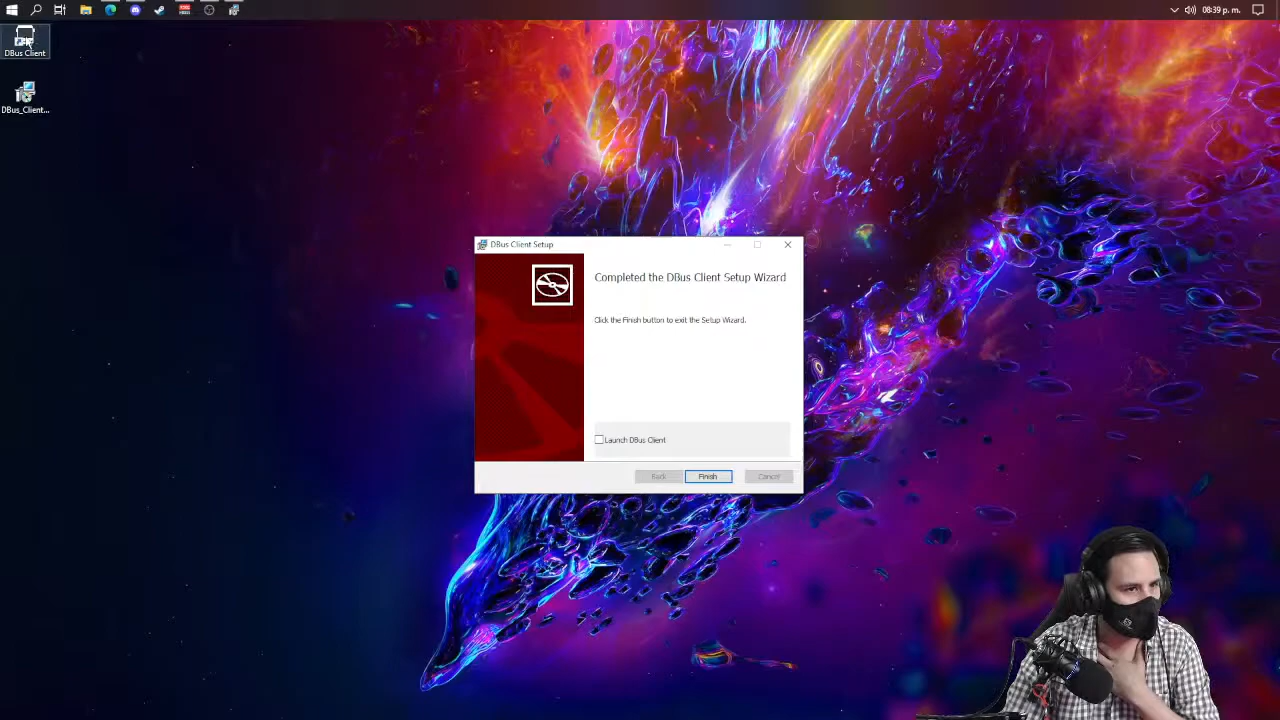 08:39 p. m.
DBus Client
DBus_Client...
DBus Client Setup
Completed the DBus Client Setup Wizard
Click the Finish button to exit the Setup Wizard.
Launch DBus Client
Back
Finish
Cancel